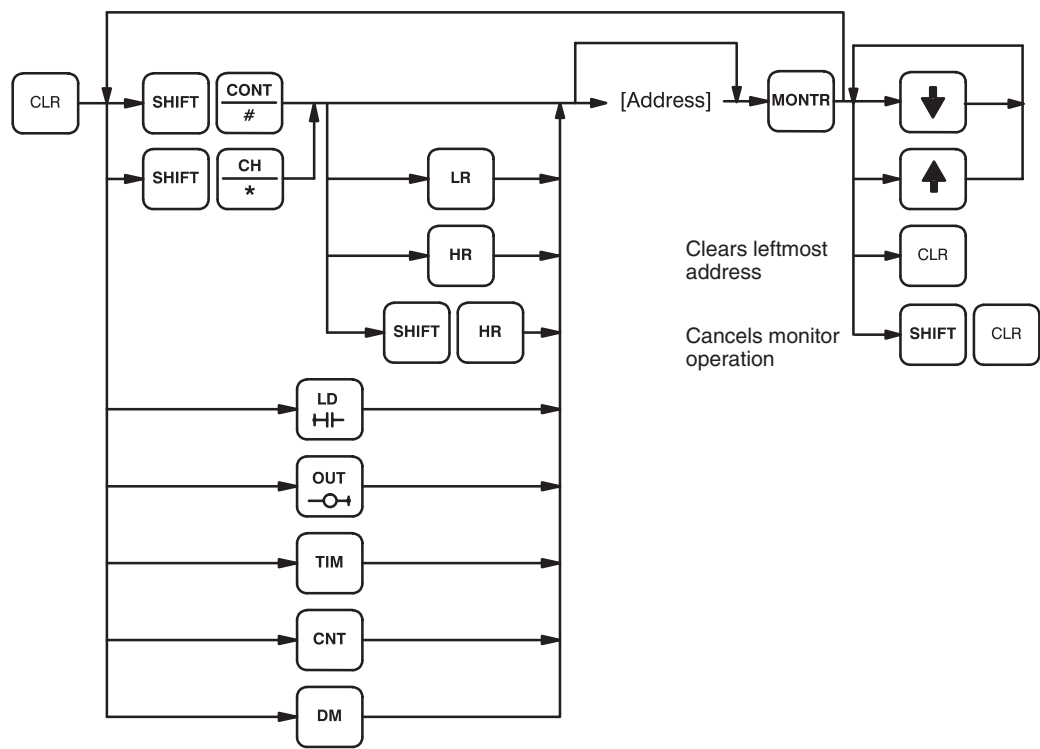 CLR
SHIFT
CONT
#
[Address]
MONTR
SHIFT
CH
*
LR
HR
Clears leftmost
address
CLR
SHIFT
HR
Cancels monitor
operation
SHIFT
CLR
LD
OUT
TIM
CNT
DM